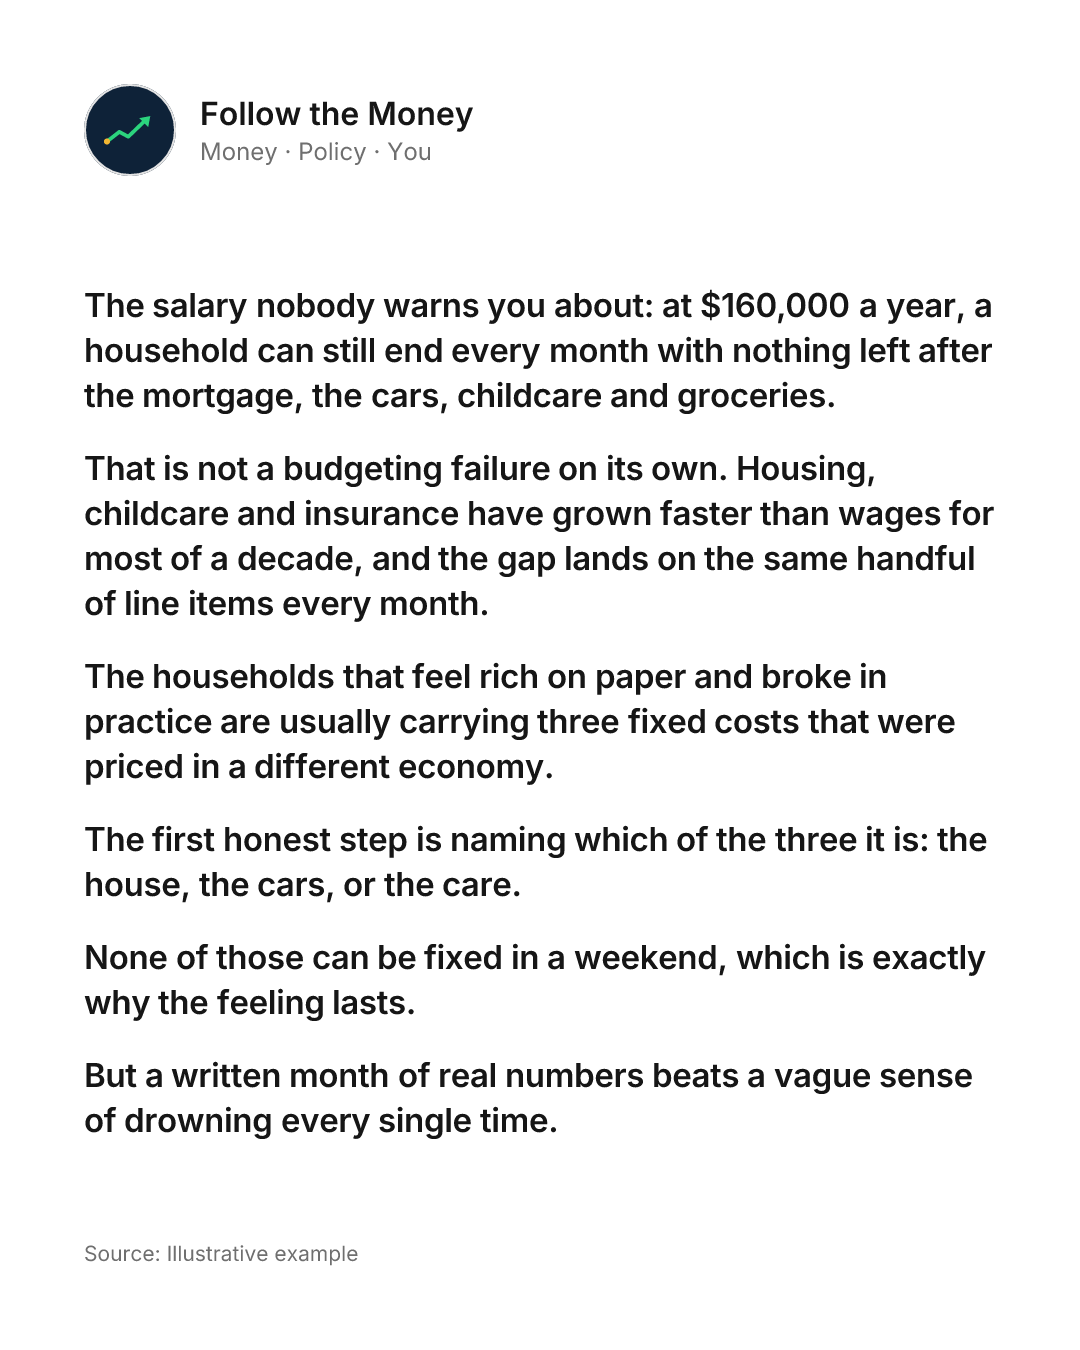 Follow the Money
Money · Policy · You
The salary nobody warns you about: at $160,000 a year, a
household can still end every month with nothing left after
the mortgage, the cars, childcare and groceries.
That is not a budgeting failure on its own. Housing,
childcare and insurance have grown faster than wages for
most of a decade, and the gap lands on the same handful
of line items every month.
The households that feel rich on paper and broke in
practice are usually carrying three fixed costs that were
priced in a different economy.
The first honest step is naming which of the three it is: the
house, the cars, or the care.
None of those can be fixed in a weekend, which is exactly
why the feeling lasts.
But a written month of real numbers beats a vague sense
of drowning every single time.
Source: Illustrative example